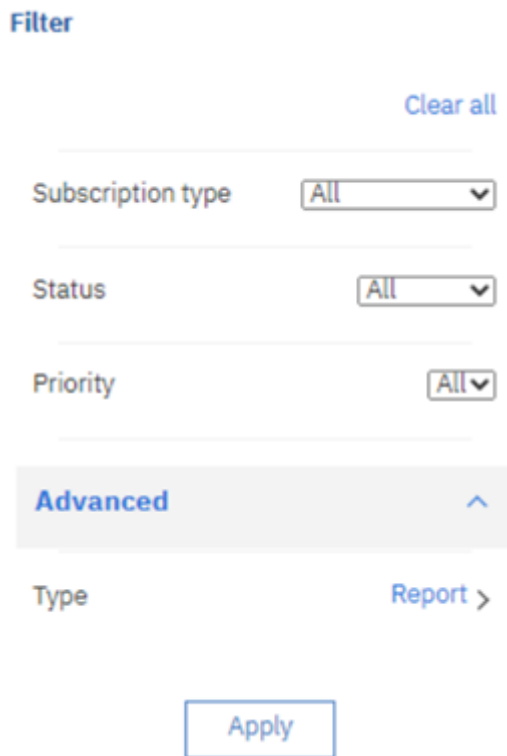 Filter
Clear all
Subscription type All
Status All
Priority All
Advanced
Type Report
Apply